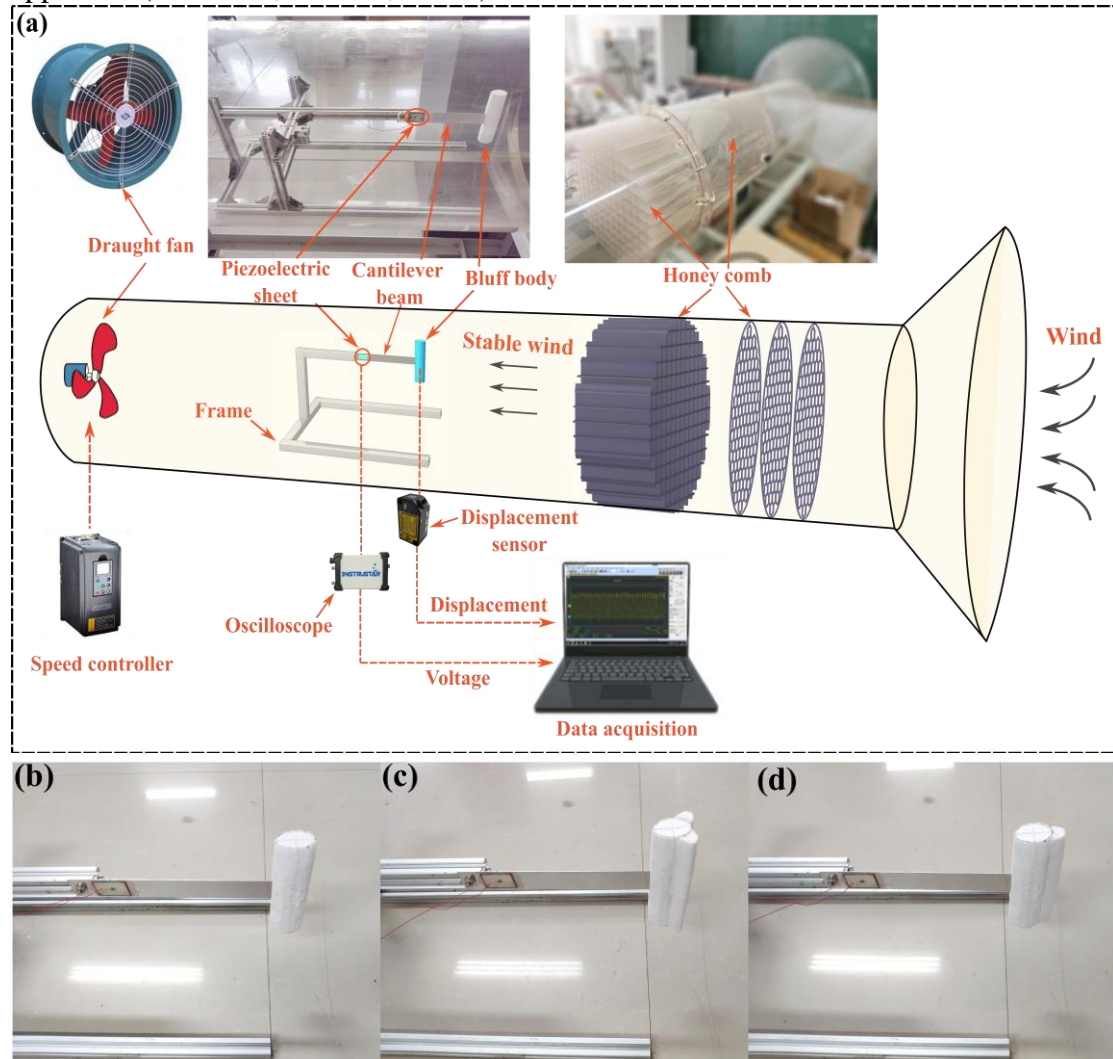 (a)
Draught fan
Piezoelectric
sheet
Cantilever
beam
Bluff body
Honey comb
Stable wind
Wind
Frame
Displacement
sensor
INSTRUSTAR
Oscilloscope
Displacement
Speed controller
Voltage
Data acquisition
(b)
(c)
(d)